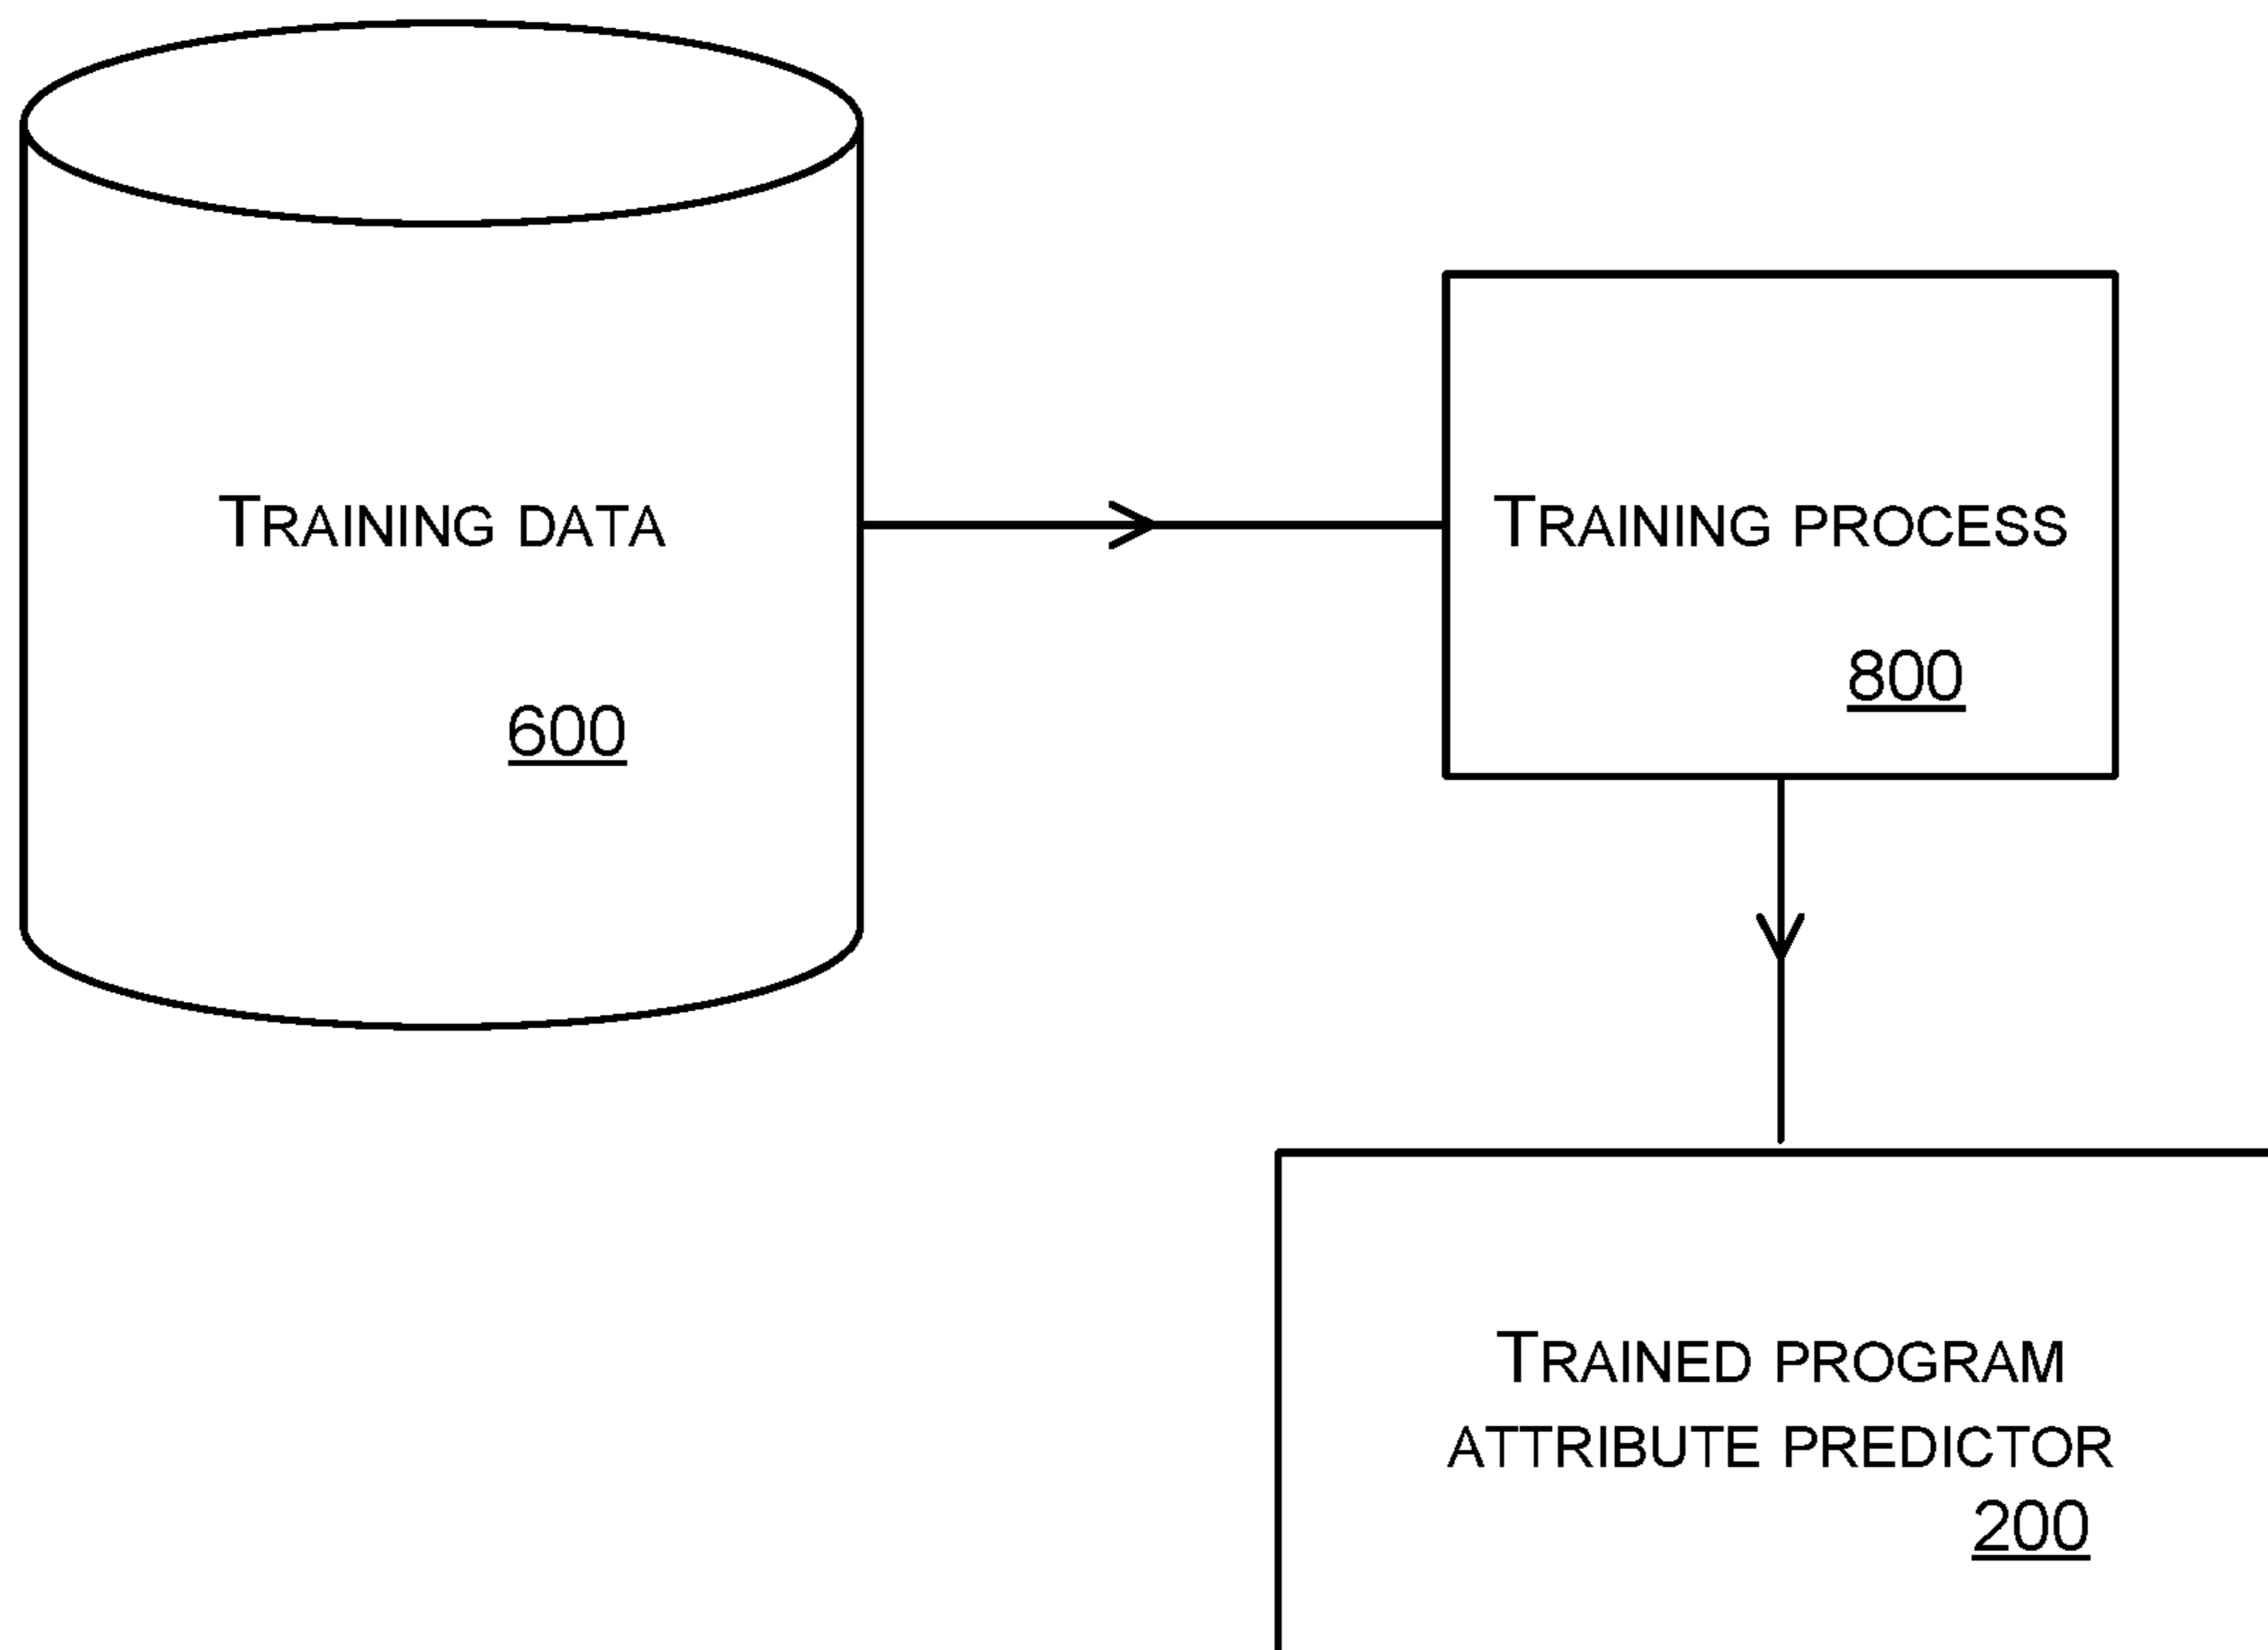 TRAINING DATA
600
TRAINING PROCESS
800
TRAINED PROGRAM
ATTRIBUTE PREDICTOR
200